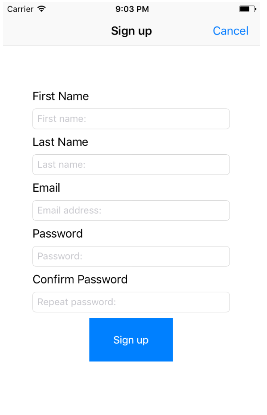 Carrier 9:03 PM
Sign up Cancel
First Name
First name:
Last Name
Last name:
Email
Email address:
Password
Password:
Confirm Password
Repeat password:
Sign up